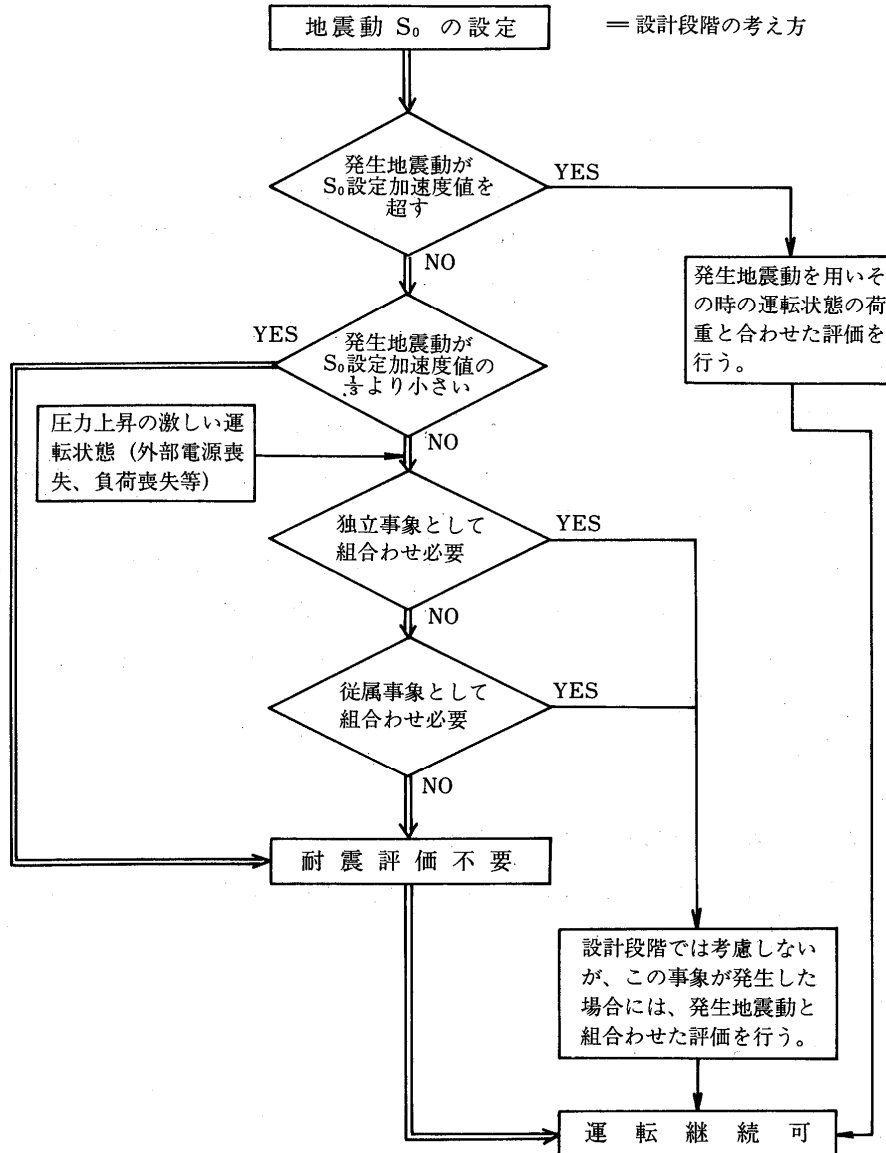 地震動 S₀ の設定
＝ 設計段階の考え方
発生地震動が
S₀設定加速度値を
超す
YES
NO
発生地震動を用いそ
の時の運転状態の荷
重と合わせた評価を
行う。
YES
発生地震動が
S₀設定加速度値の
⅓より小さい
NO
圧力上昇の激しい運
転状態（外部電源喪
失、負荷喪失等）
独立事象として
組合わせ必要
YES
NO
従属事象として
組合わせ必要
YES
NO
耐震評価不要
設計段階では考慮しない
が、この事象が発生した
場合には、発生地震動と
組合わせた評価を行う。
運転継続可